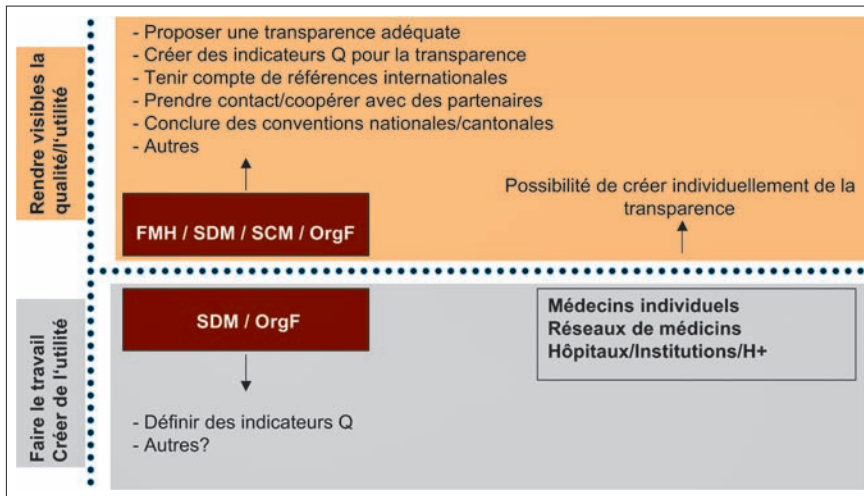 Rendre visibles la
qualité/l'utilité
- Proposer une transparence adéquate
- Créer des indicateurs Q pour la transparence
- Tenir compte de références internationales
- Prendre contact/coopérer avec des partenaires
- Conclure des conventions nationales/cantonales
- Autres
FMH / SDM / SCM / OrgF
Possibilité de créer individuellement de la
transparence
Faire le travail
Créer de l'utilité
SDM / OrgF
- Définir des indicateurs Q
- Autres?
Médecins individuels
Réseaux de médicins
Hôpitaux/Institutions/H+